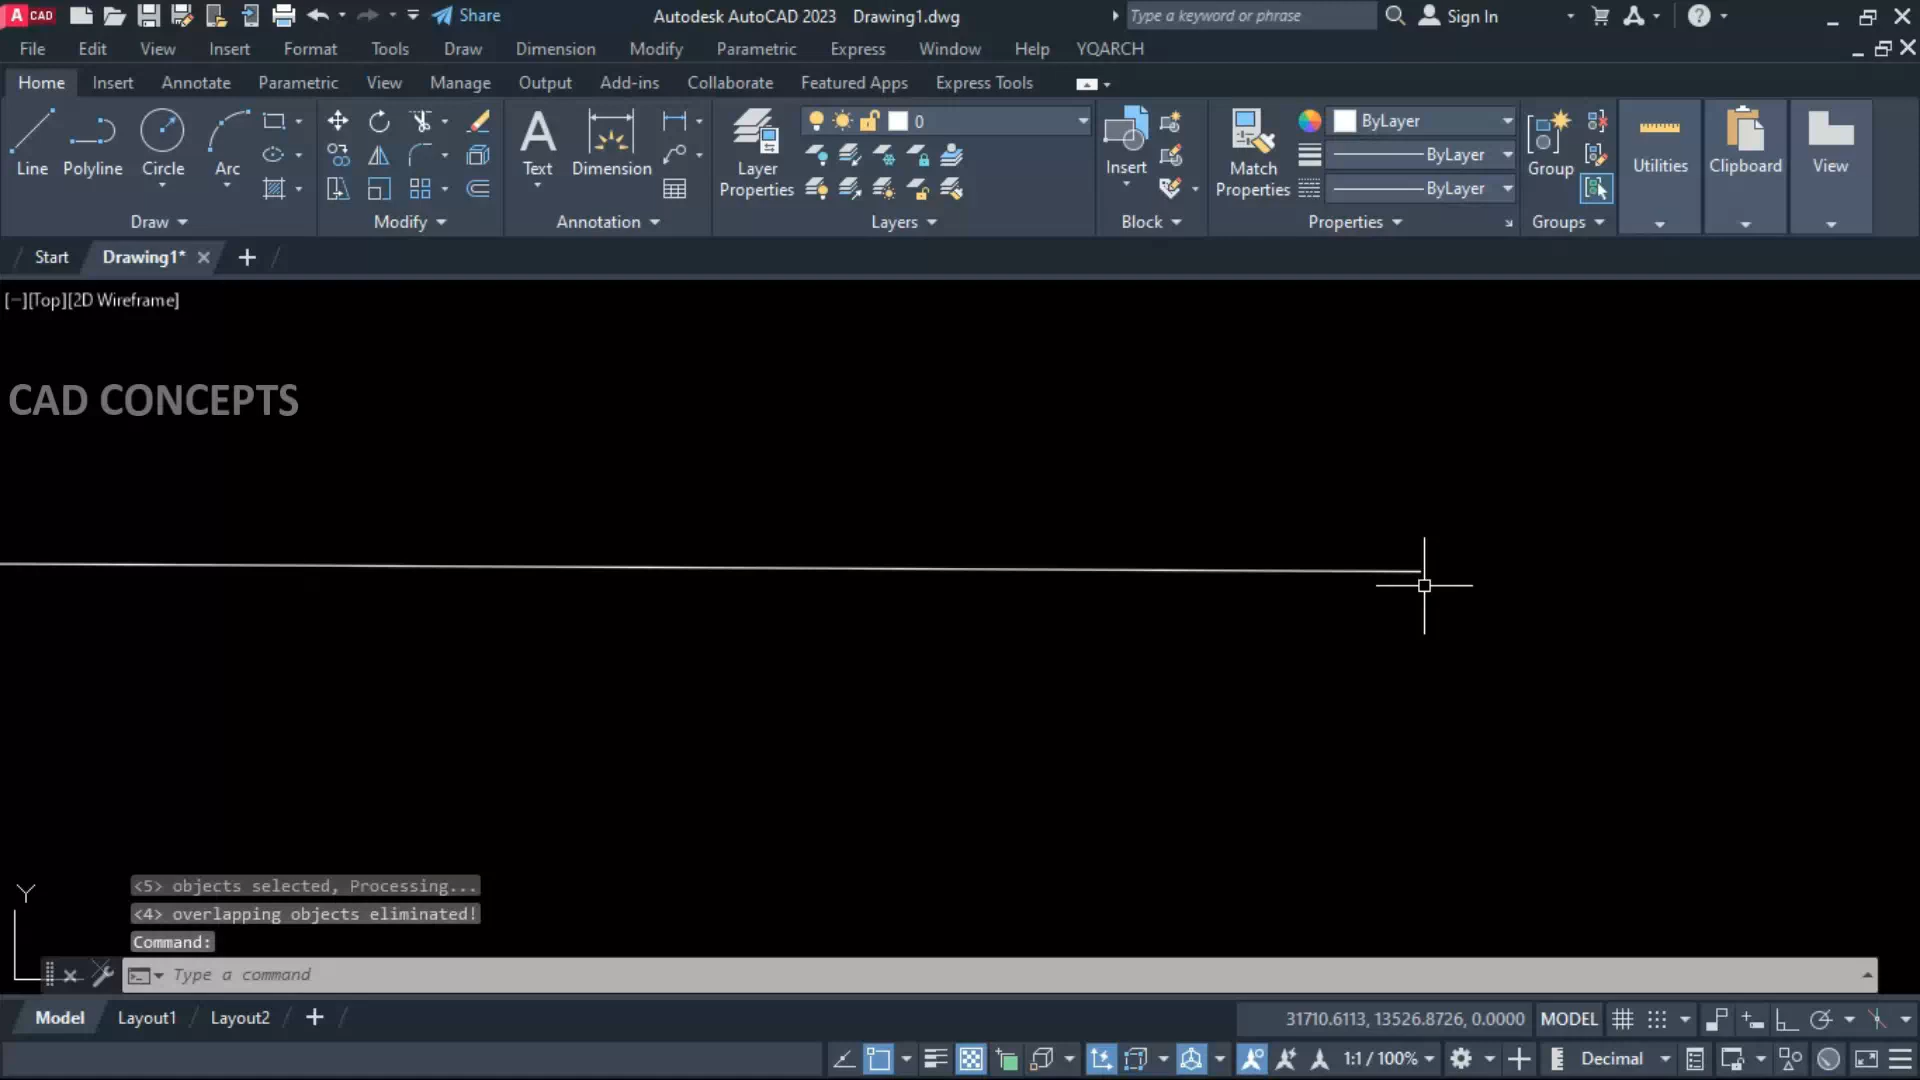 A CAD
Share
Autodesk AutoCAD 2023 Drawing1.dwg
Type a keyword or phrase
Sign In
File Edit View Insert Format Tools Draw Dimension Modify Parametric Express Window Help YQARCH
Home Insert Annotate Parametric View Manage Output Add-ins Collaborate Featured Apps Express Tools
0
ByLayer
ByLayer
ByLayer
Line Polyline Circle Arc
Text Dimension
Layer
Properties
Insert
Match
Properties
Group
Utilities
Clipboard
View
Draw Modify Annotation Layers Block Properties Groups
Start Drawing1*
[−][Top][2D Wireframe]
CAD CONCEPTS
<5> objects selected, Processing...
<4> overlapping objects eliminated!
Command:
Y
Type a command
Model Layout1 Layout2
31710.6113, 13526.8726, 0.0000 MODEL
1:1 / 100% Decimal